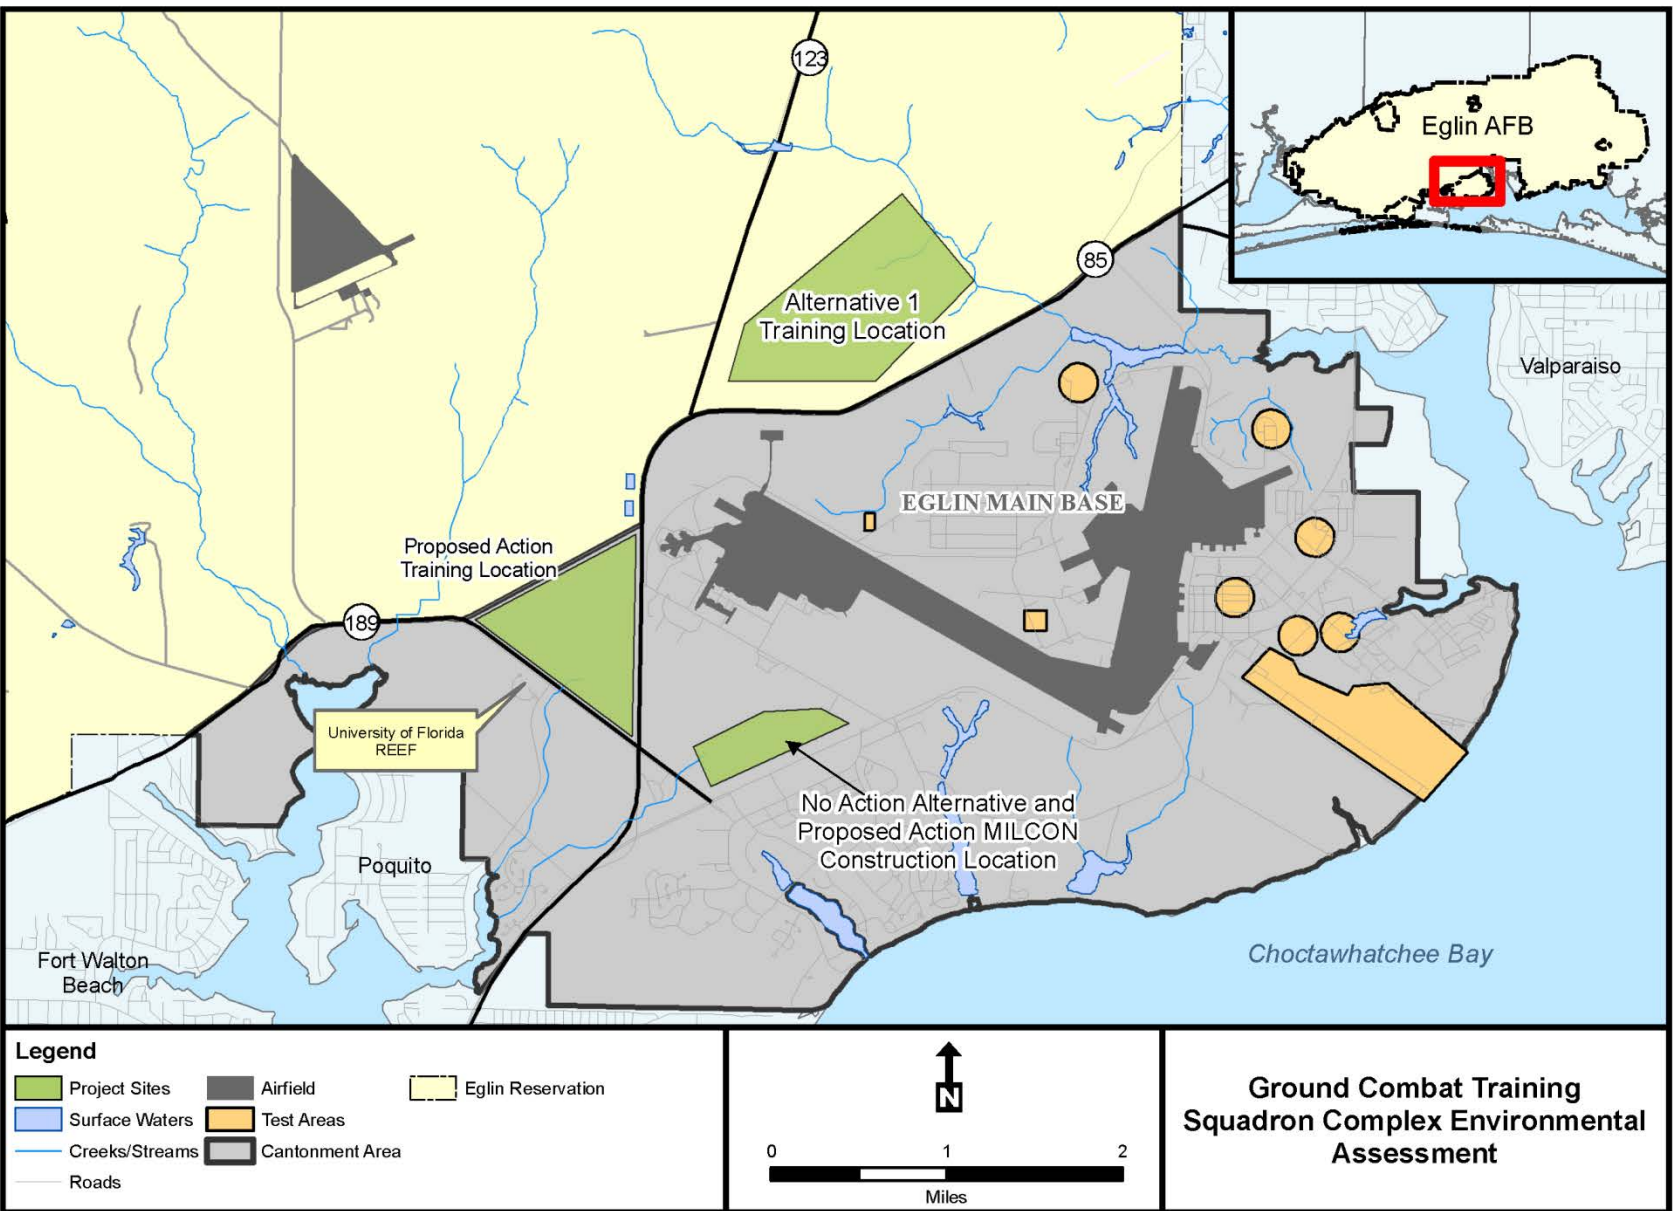 123
Eglin AFB
85
Alternative 1
Training Location
Valparaiso
EGLIN MAIN BASE
Proposed Action
Training Location
189
University of Florida
REEF
No Action Alternative and
Proposed Action MILCON
Construction Location
Poquito
Fort Walton
Beach
Choctawhatchee Bay
Legend
Project Sites
Surface Waters
Creeks/Streams
Roads
Airfield
Test Areas
Cantonment Area
Eglin Reservation
N
0 1 2
Miles
Ground Combat Training
Squadron Complex Environmental
Assessment